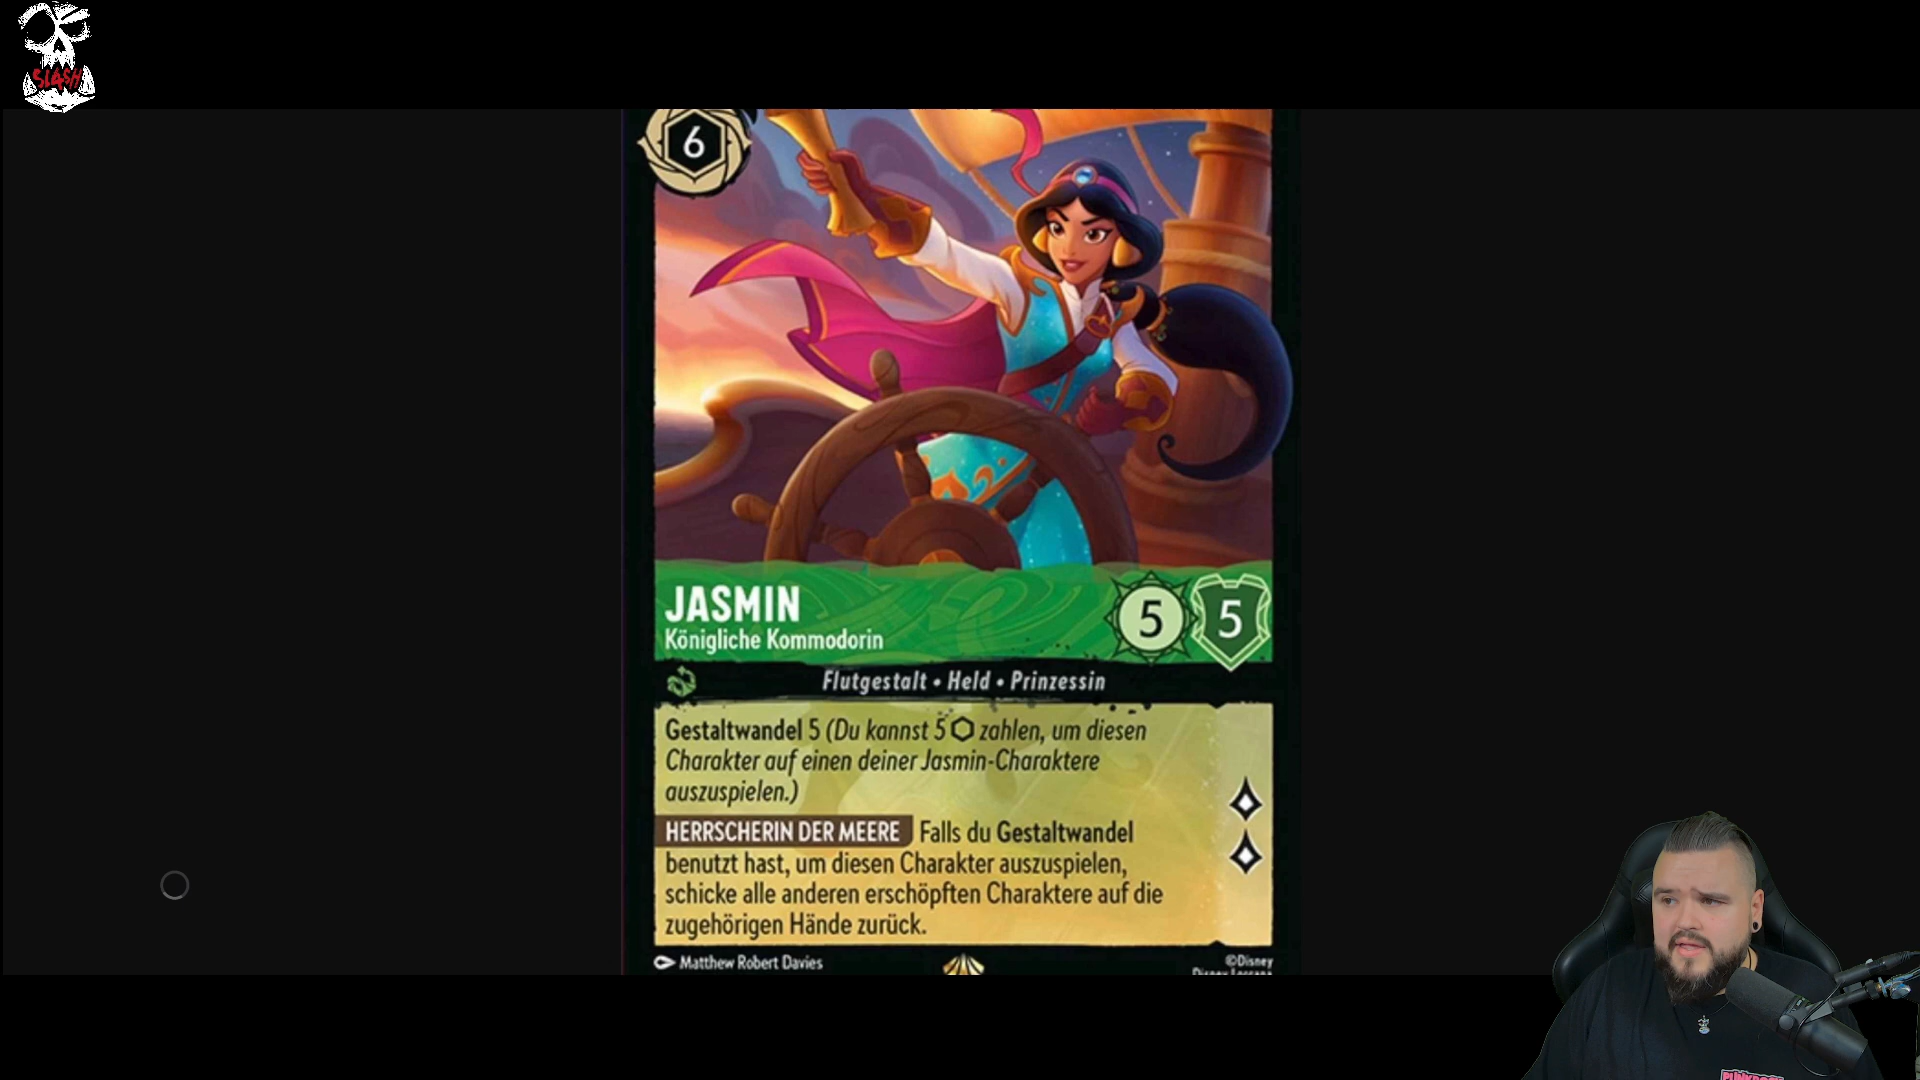 SLASH
6
JASMIN
Königliche Kommodorin
5 5
Flutgestalt • Held • Prinzessin
Gestaltwandel 5 (Du kannst 5 ⬡ zahlen, um diesen
Charakter auf einen deiner Jasmin-Charaktere
auszuspielen.)
HERRSCHERIN DER MEERE Falls du Gestaltwandel
benutzt hast, um diesen Charakter auszuspielen,
schicke alle anderen erschöpften Charaktere auf die
zugehörigen Hände zurück.
Matthew Robert Davies
©Disney